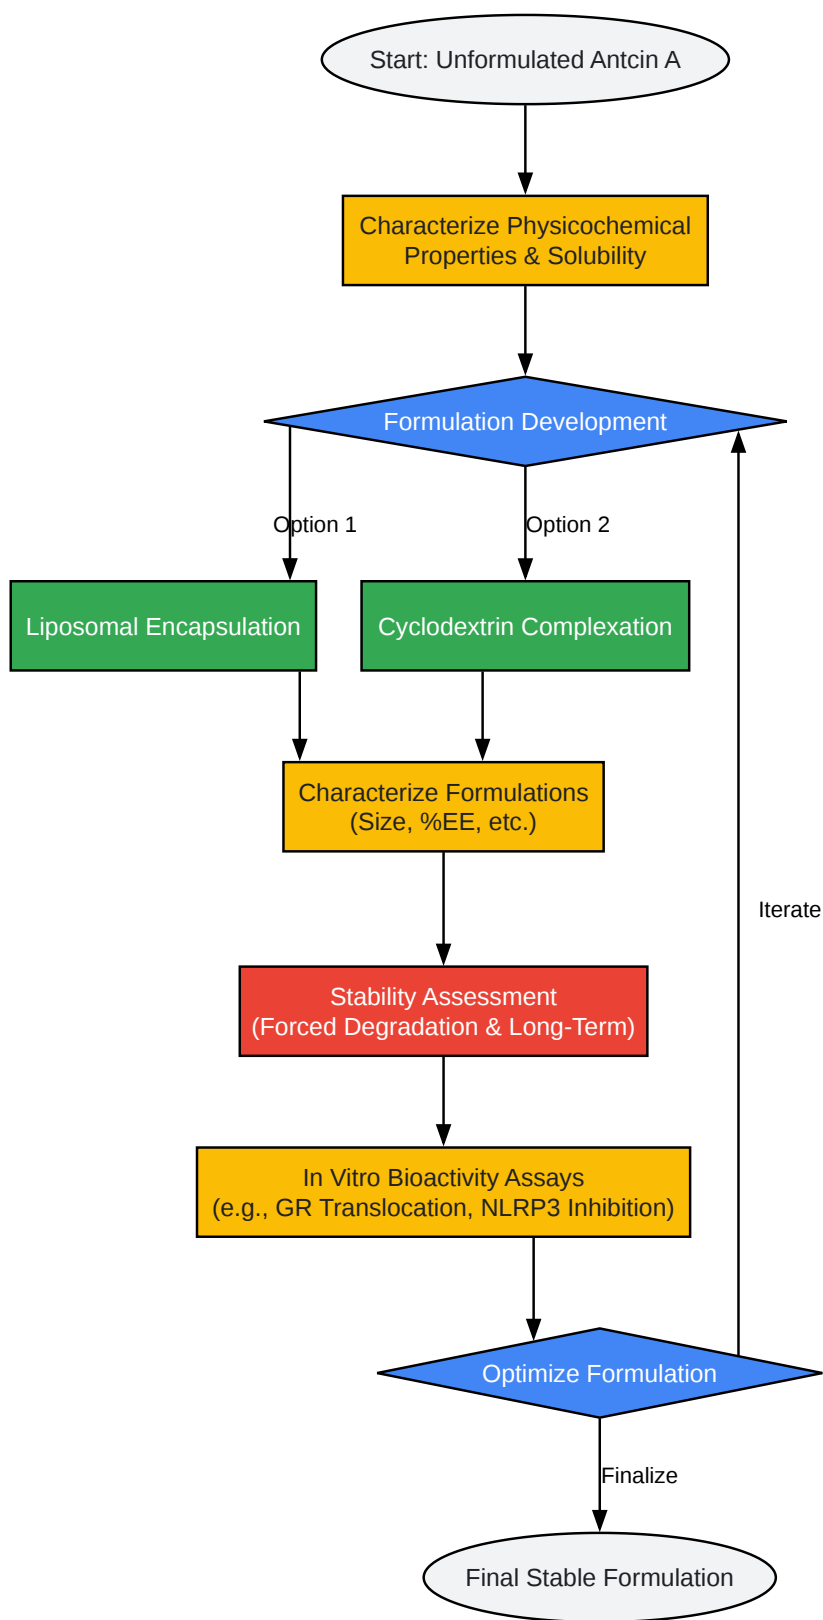 Start: Unformulated Antcin A
Characterize Physicochemical
Properties & Solubility
Formulation Development
Option 1
Option 2
Liposomal Encapsulation
Cyclodextrin Complexation
Characterize Formulations
(Size, %EE, etc.)
Iterate
Stability Assessment
(Forced Degradation & Long-Term)
In Vitro Bioactivity Assays
(e.g., GR Translocation, NLRP3 Inhibition)
Optimize Formulation
Finalize
Final Stable Formulation